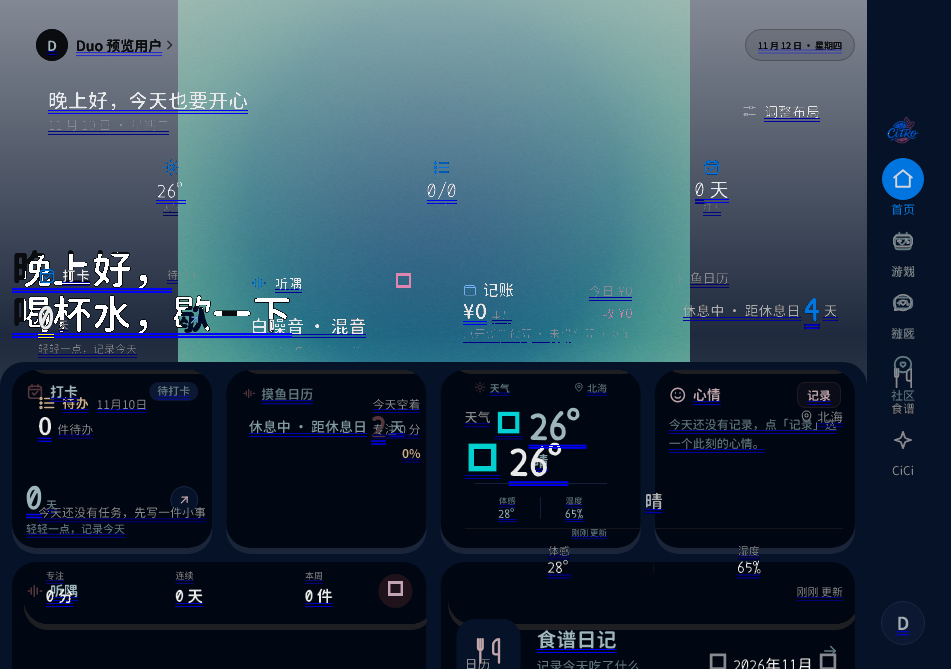 D Duo 预览用户
11月12日 · 星期四
晚上好，今天也要开心
调整布局
26°
0/0
0 天
晚上好，
喝杯水，歇一下
打卡
听遇
白噪音 · 混音
轻轻一点，记录今天
记账
今日 ¥0
¥0
鱼日历
休息中 · 距休息日 4 天
打卡
待打卡
待办 11月10日
0 件待办
0 天
今天还没有任务，先写一件小事
轻轻一点，记录今天
摸鱼日历
今天空着
休息中 · 距休息日
天
0%
天气
北海
天气
26°
26°
体感
28°
湿度
65%
刚刚更新
心情
记录
北海
今天还没有记录，点「记录」选
一个此刻的心情。
晴
体感
28°
湿度
65%
刚刚更新
专注
0 分
连续
0 天
本周
0 件
食谱日记
记录今天吃了什么
日历
2026年11月
Citro
首页
游戏
社区
食谱
CiCi
D